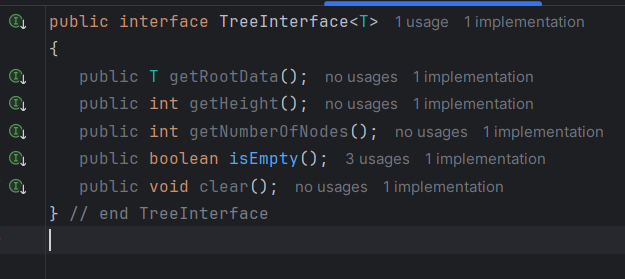 public interface TreeInterface<T> 1 usage 1 implementation
{
public T getRootData(); no usages 1 implementation
public int getHeight(); no usages 1 implementation
public int getNumberOfNodes(); no usages 1 implementation
public boolean isEmpty(); 3 usages 1 implementation
public void clear(); no usages 1 implementation
} // end TreeInterface